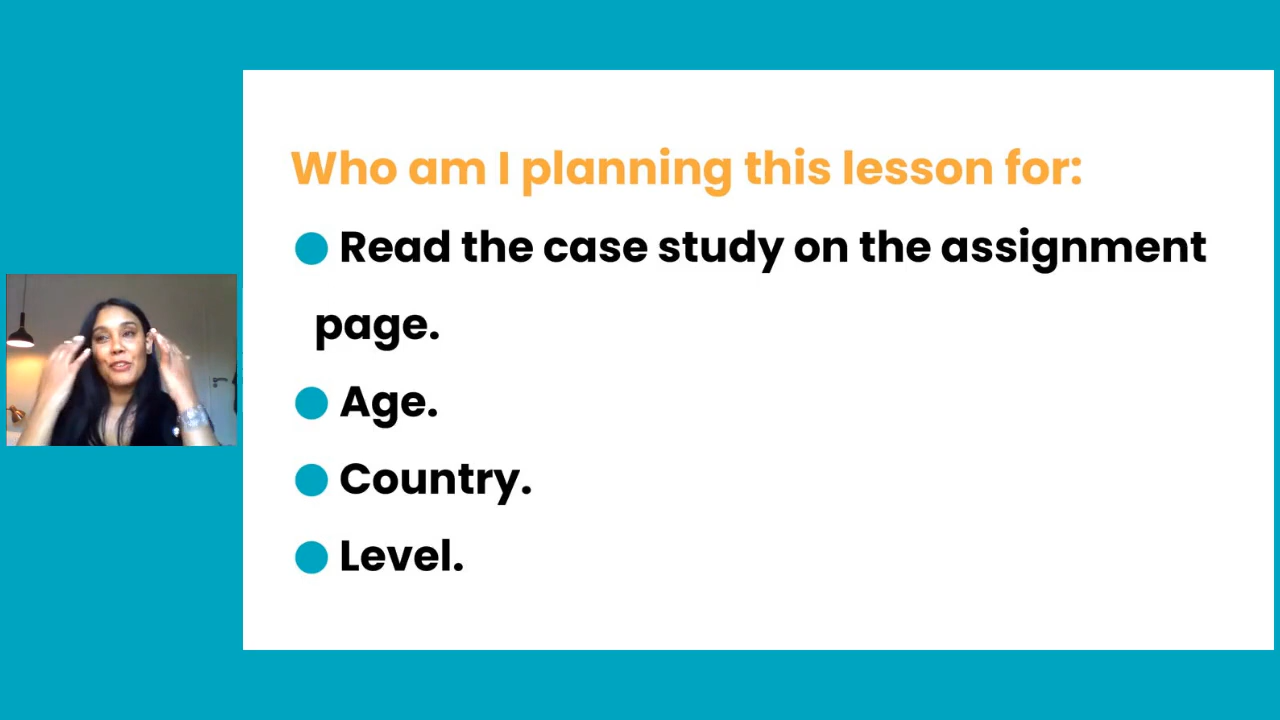 Who am I planning this lesson for:
Read the case study on the assignment
page.
Age.
Country.
Level.